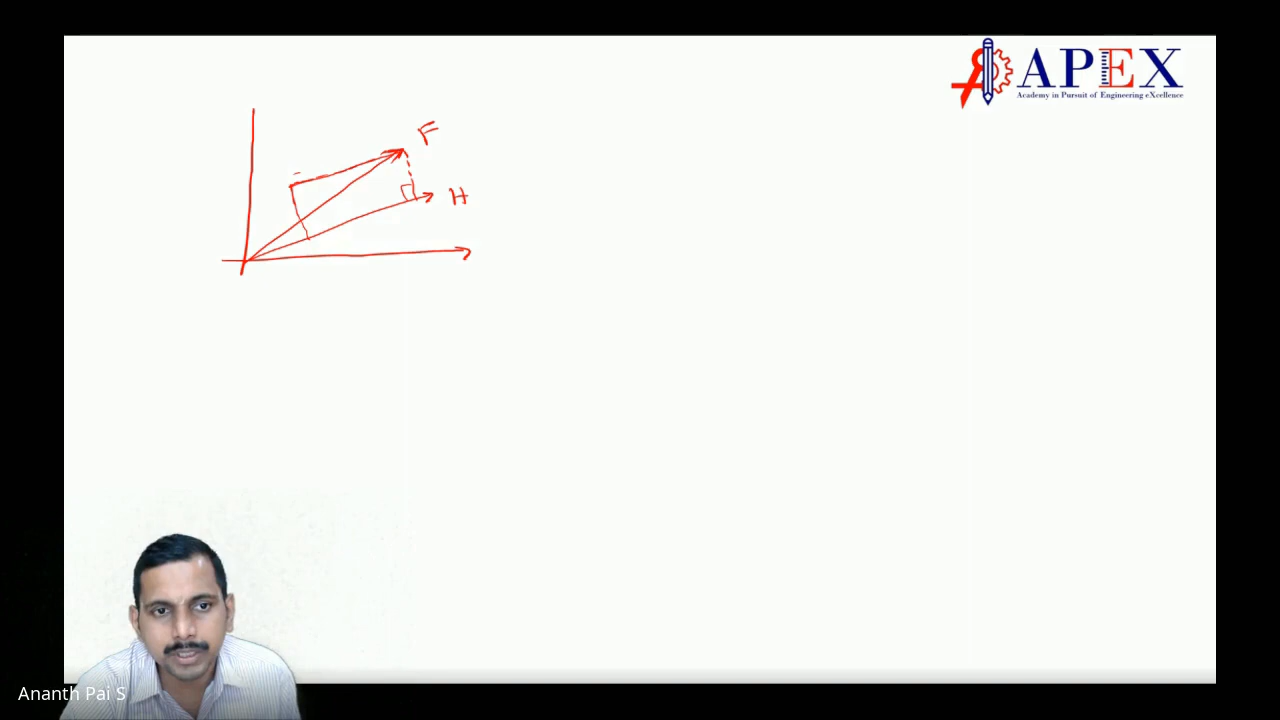 APEX
Academy in Pursuit of Engineering eXcellence
F
H
Ananth Pai S